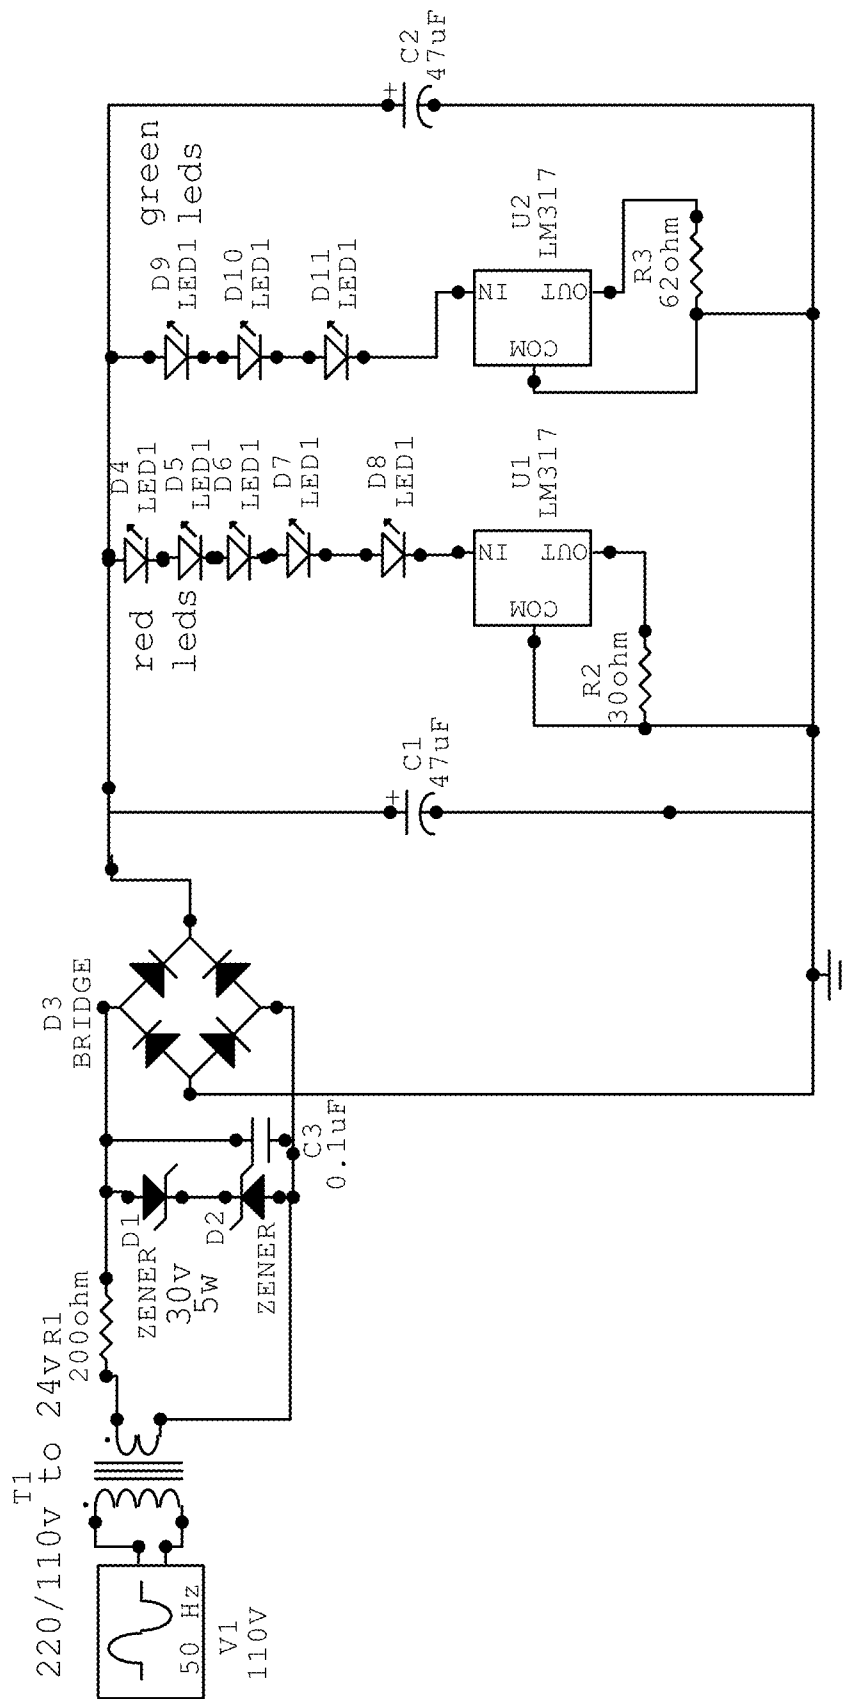 50 Hz
V1
110V
T1
220/110v to 24v
R1
200ohm
D1
ZENER
30v
5w
D2
ZENER
C3
0.1uF
D3
BRIDGE
C1
47uF
+
red
leds
D4
LED1
D5
LED1
D6
LED1
D7
LED1
D8
LED1
U1
LM317
IN
OUT
COM
R2
30ohm
green
leds
D9
LED1
D10
LED1
D11
LED1
U2
LM317
IN
OUT
COM
R3
62ohm
C2
47uF
+